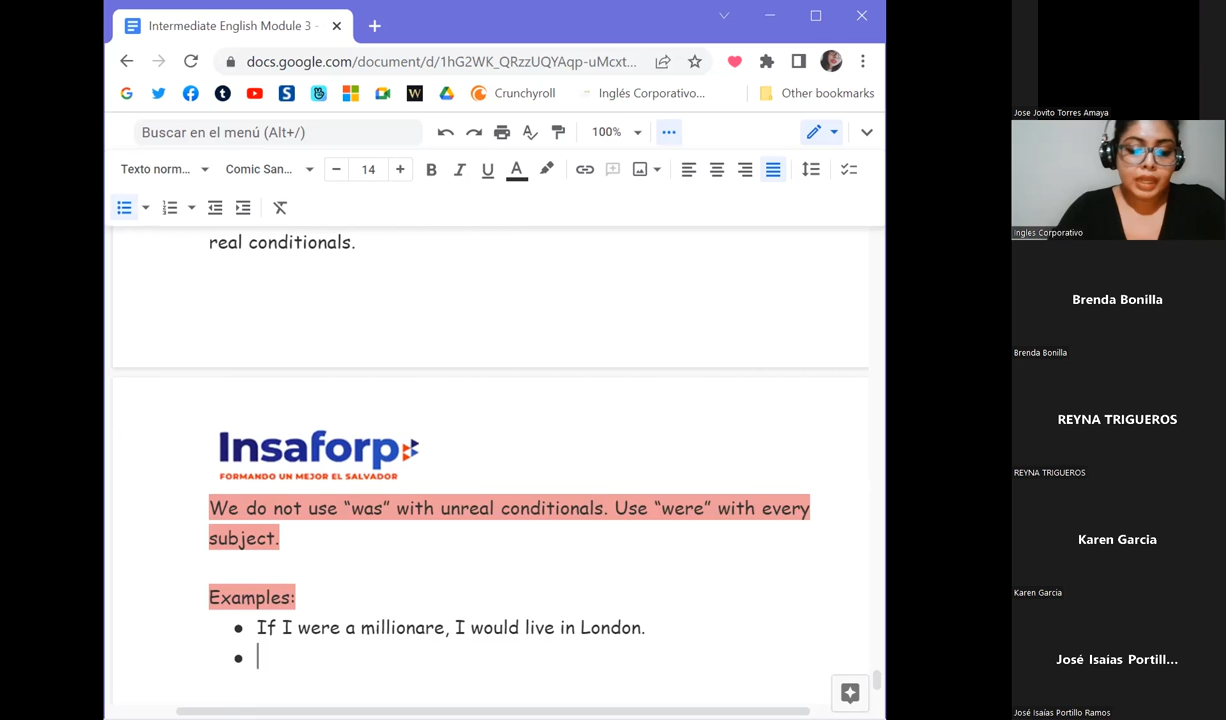 Intermediate English Module 3 -
docs.google.com/document/d/1hG2WK_QRzzUQYAqp-uMcxt...
Crunchyroll
Inglés Corporativo...
Other bookmarks
Buscar en el menú (Alt+/)
100%
Texto norm...
Comic San...
14
real conditionals.
Insaforp
FORMANDO UN MEJOR EL SALVADOR
We do not use “was” with unreal conditionals. Use “were” with every
subject.
Examples:
If I were a millionare, I would live in London.
Jose Jovito Torres Amaya
Ingles Corporativo
Brenda Bonilla
Brenda Bonilla
REYNA TRIGUEROS
REYNA TRIGUEROS
Karen García
Karen Garcia
José Isaías Portill...
José Isaías Portillo Ramos